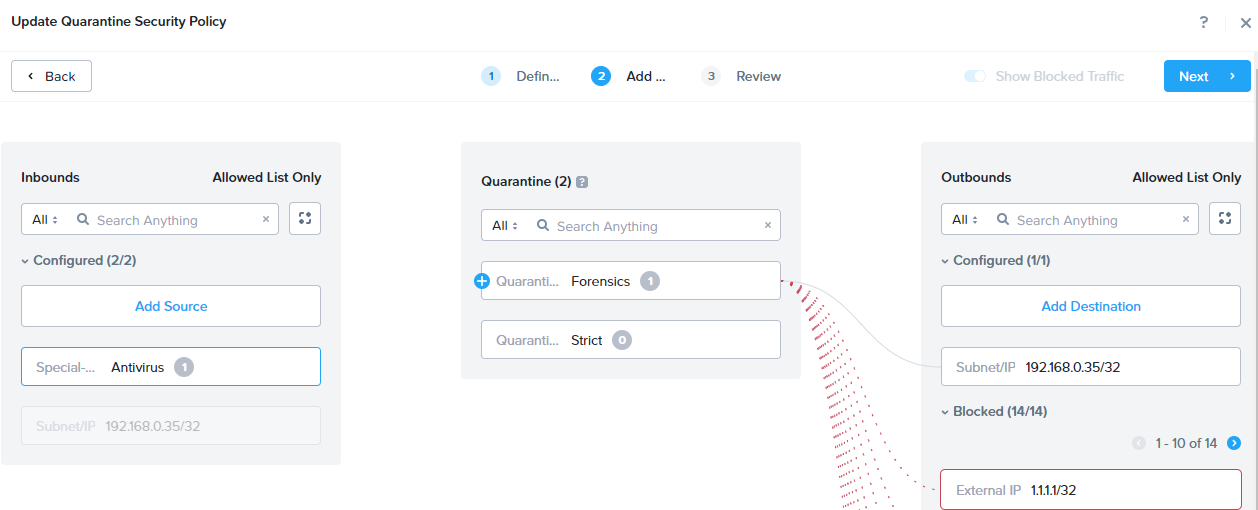 Update Quarantine Security Policy
?
×
Back
1 Defin...
2 Add ...
3 Review
Show Blocked Traffic
Next
Inbounds Allowed List Only
All Search Anything ×
Configured (2/2)
Add Source
Special-... Antivirus 1
Subnet/IP 192.168.0.35/32
Quarantine (2) ?
All Search Anything ×
Quaranti... Forensics 1
Quaranti... Strict 0
Outbounds Allowed List Only
All Search Anything ×
Configured (1/1)
Add Destination
Subnet/IP 192.168.0.35/32
Blocked (14/14)
1 - 10 of 14
External IP 1.1.1.1/32